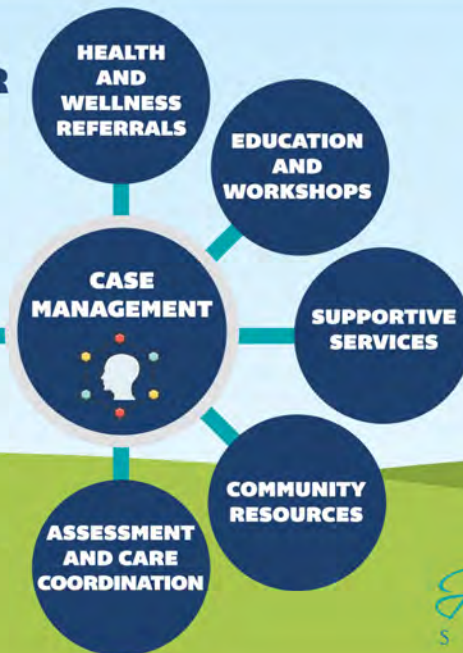 R
HEALTH
AND
WELLNESS
REFERRALS
EDUCATION
AND
WORKSHOPS
CASE
MANAGEMENT
SUPPORTIVE
SERVICES
COMMUNITY
RESOURCES
ASSESSMENT
AND CARE
COORDINATION
S